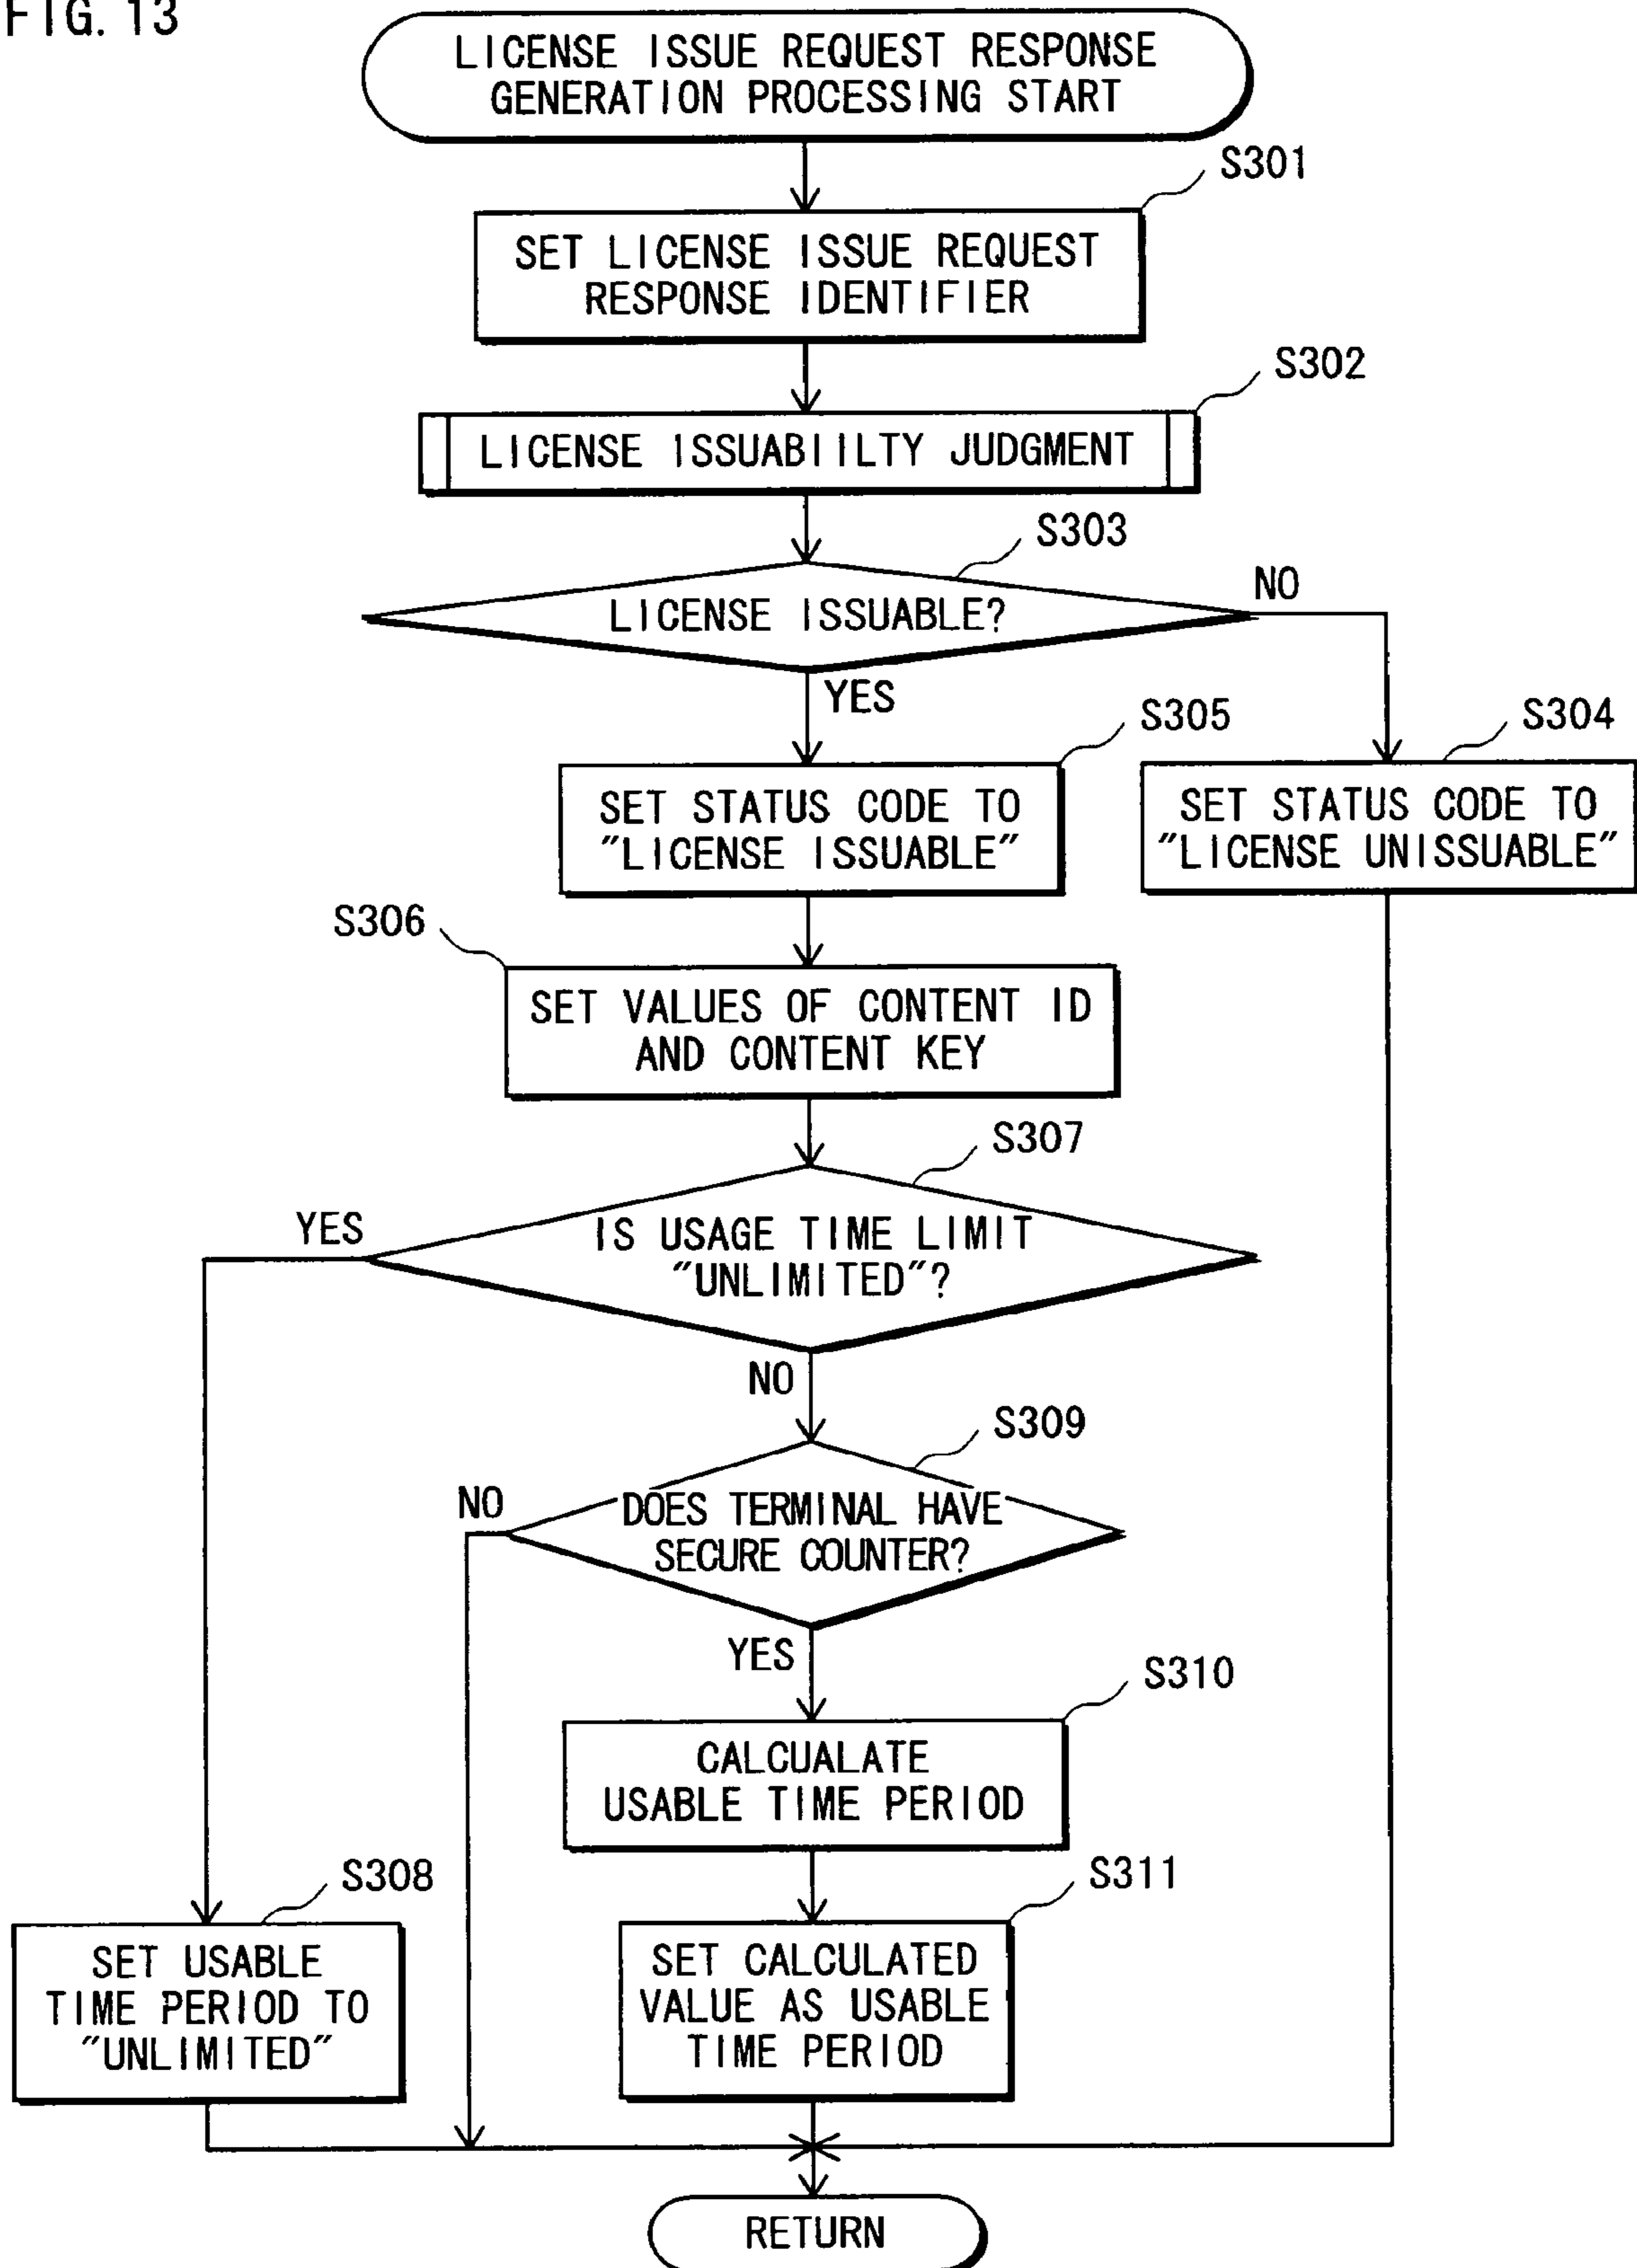 FIG. 13
LICENSE ISSUE REQUEST RESPONSE
GENERATION PROCESSING START
S301
SET LICENSE ISSUE REQUEST
RESPONSE IDENTIFIER
S302
LICENSE ISSUABIILTY JUDGMENT
S303
LICENSE ISSUABLE?
NO
YES
S305
S304
SET STATUS CODE TO
"LICENSE ISSUABLE"
SET STATUS CODE TO
"LICENSE UNISSUABLE"
S306
SET VALUES OF CONTENT ID
AND CONTENT KEY
S307
YES
IS USAGE TIME LIMIT
"UNLIMITED"?
NO
S309
NO
DOES TERMINAL HAVE
SECURE COUNTER?
YES
S310
CALCUALATE
USABLE TIME PERIOD
S308
S311
SET USABLE
TIME PERIOD TO
"UNLIMITED"
SET CALCULATED
VALUE AS USABLE
TIME PERIOD
RETURN